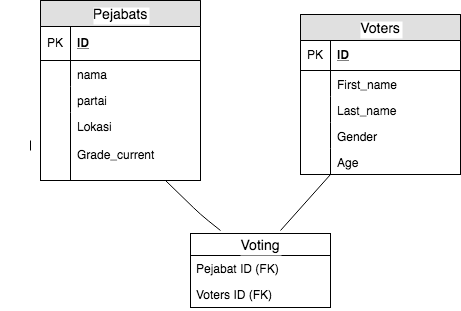 Pejabats
PK ID
nama
partai
Lokasi
Grade_current
Voters
PK ID
First_name
Last_name
Gender
Age
Voting
Pejabat ID (FK)
Voters ID (FK)